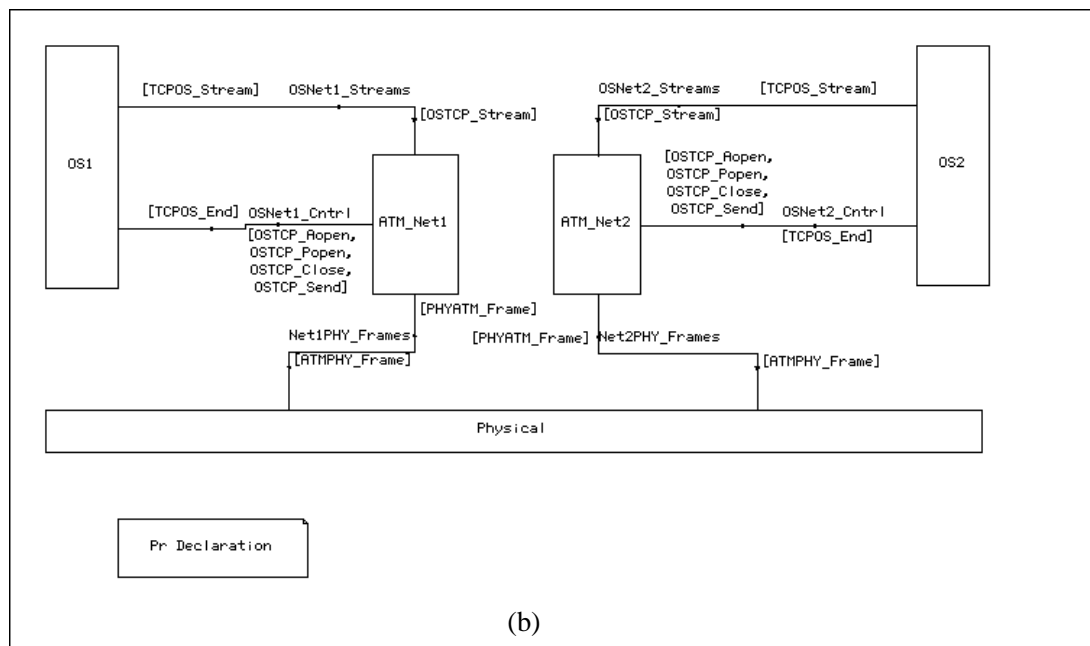 [TCPOS_Stream] OSNet1_Streams
[OSTCP_Stream]
OS1
ATM_Net1
[TCPOS_End] OSNet1_Cntrl
[OSTCP_Aopen,
OSTCP_Popen,
OSTCP_Close,
OSTCP_Send]
[PHYATM_Frame]
Net1PHY_Frames
[ATMPHY_Frame]
OSNet2_Streams [TCPOS_Stream]
[OSTCP_Stream]
OS2
ATM_Net2
[OSTCP_Aopen,
OSTCP_Popen,
OSTCP_Close,
OSTCP_Send] OSNet2_Cntrl
[TCPOS_End]
[PHYATM_Frame] Net2PHY_Frames
[ATMPHY_Frame]
Physical
Pr Declaration
(b)